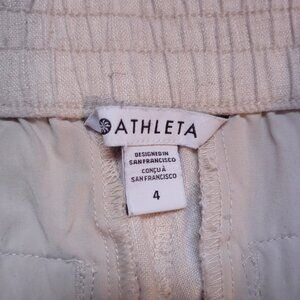 ATHLETA
DESIGNED IN
SAN FRANCISCO
CONÇU À
SAN FRANCISCO
4